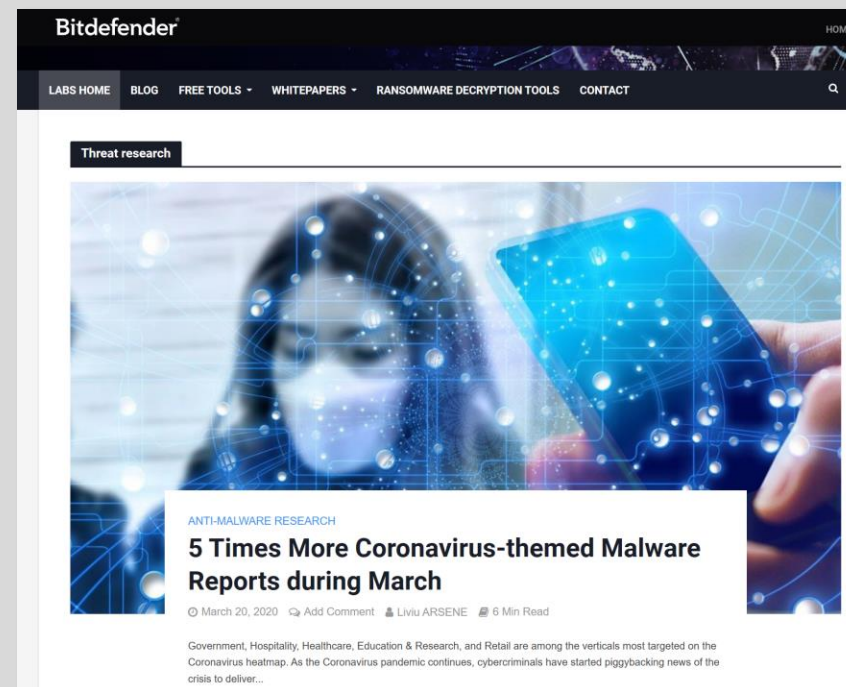 Bitdefender®
LABS HOME BLOG FREE TOOLS WHITEPAPERS RANSOMWARE DECRYPTION TOOLS CONTACT
Threat research
ANTI-MALWARE RESEARCH
5 Times More Coronavirus-themed Malware
Reports during March
March 20, 2020 Add Comment Liviu ARSENE 6 Min Read
Government, Hospitality, Healthcare, Education & Research, and Retail are among the verticals most targeted on the
Coronavirus heatmap. As the Coronavirus pandemic continues, cybercriminals have started piggybacking news of the
crisis to deliver...